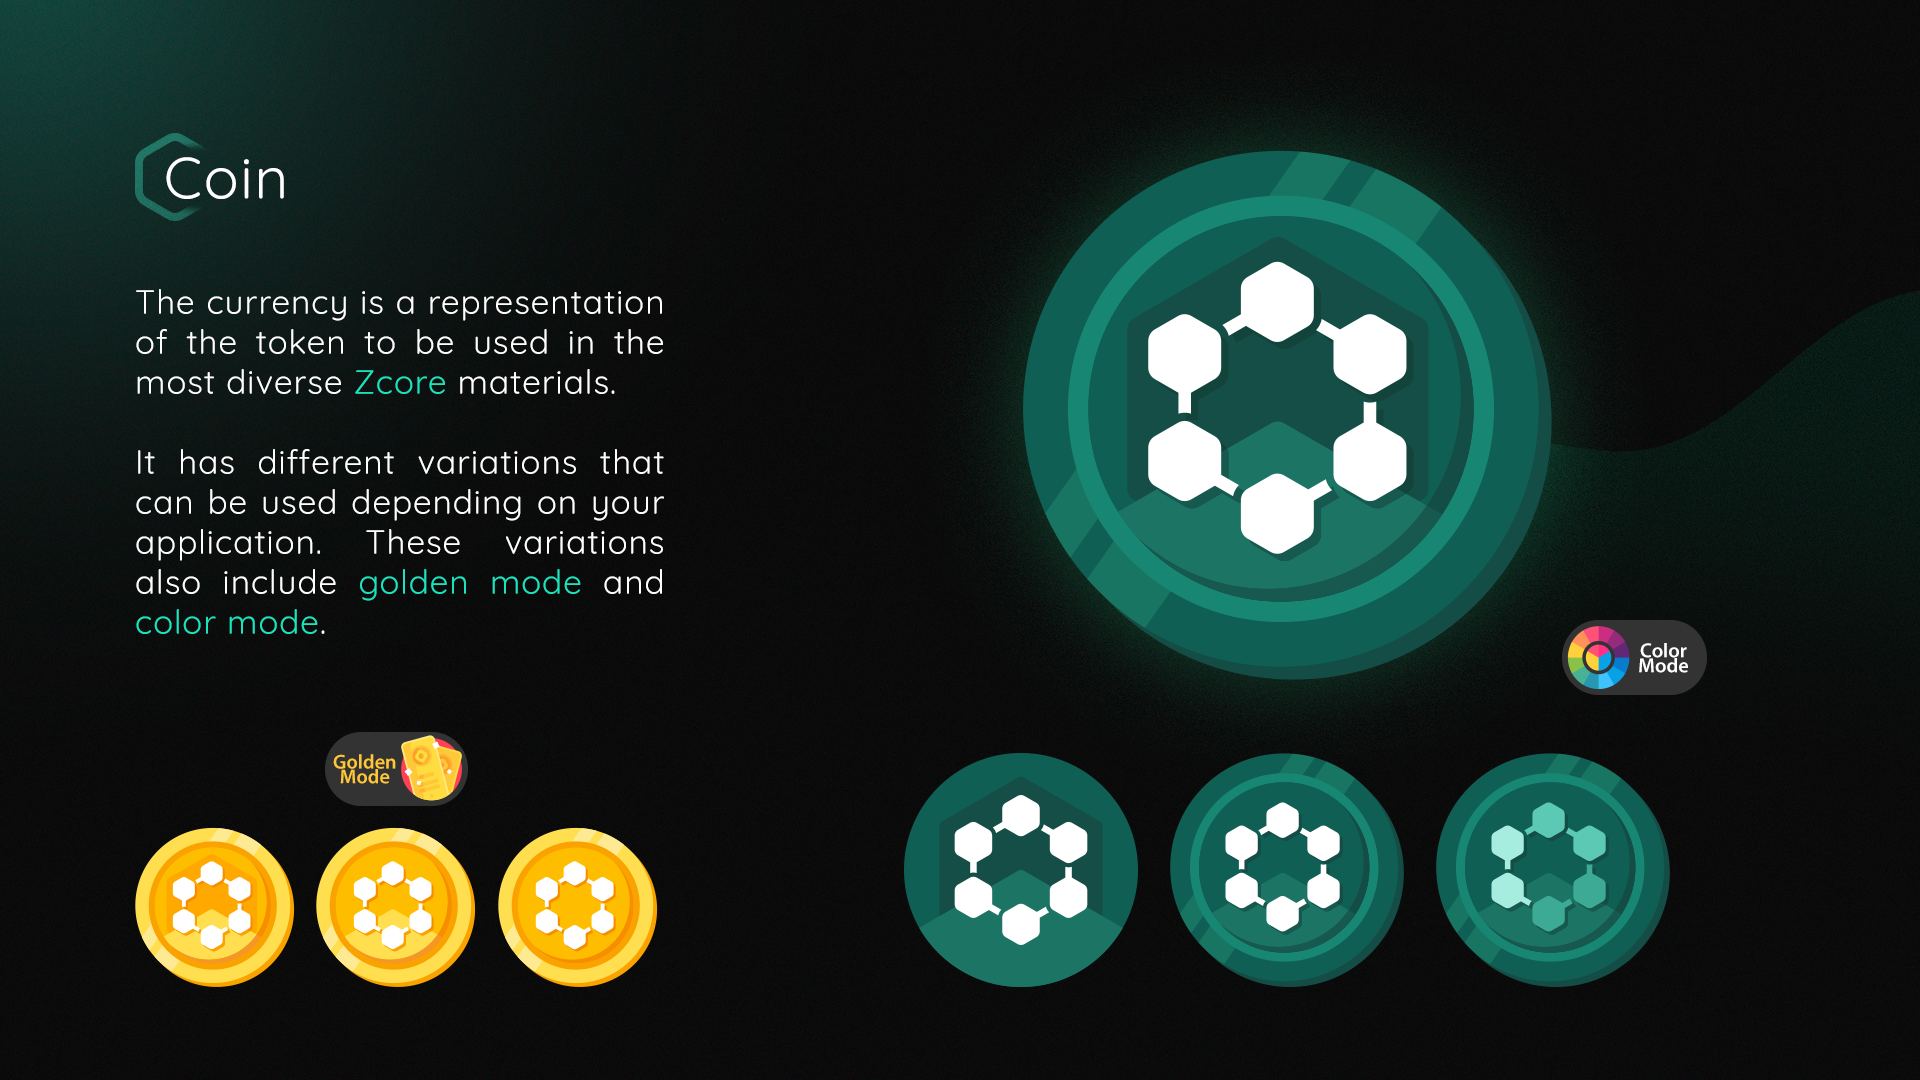 Coin
The currency is a representation
of the token to be used in the
most diverse Zcore materials.
It has different variations that
can be used depending on your
application. These variations
also include golden mode and
color mode.
Color
Mode
Golden
Mode